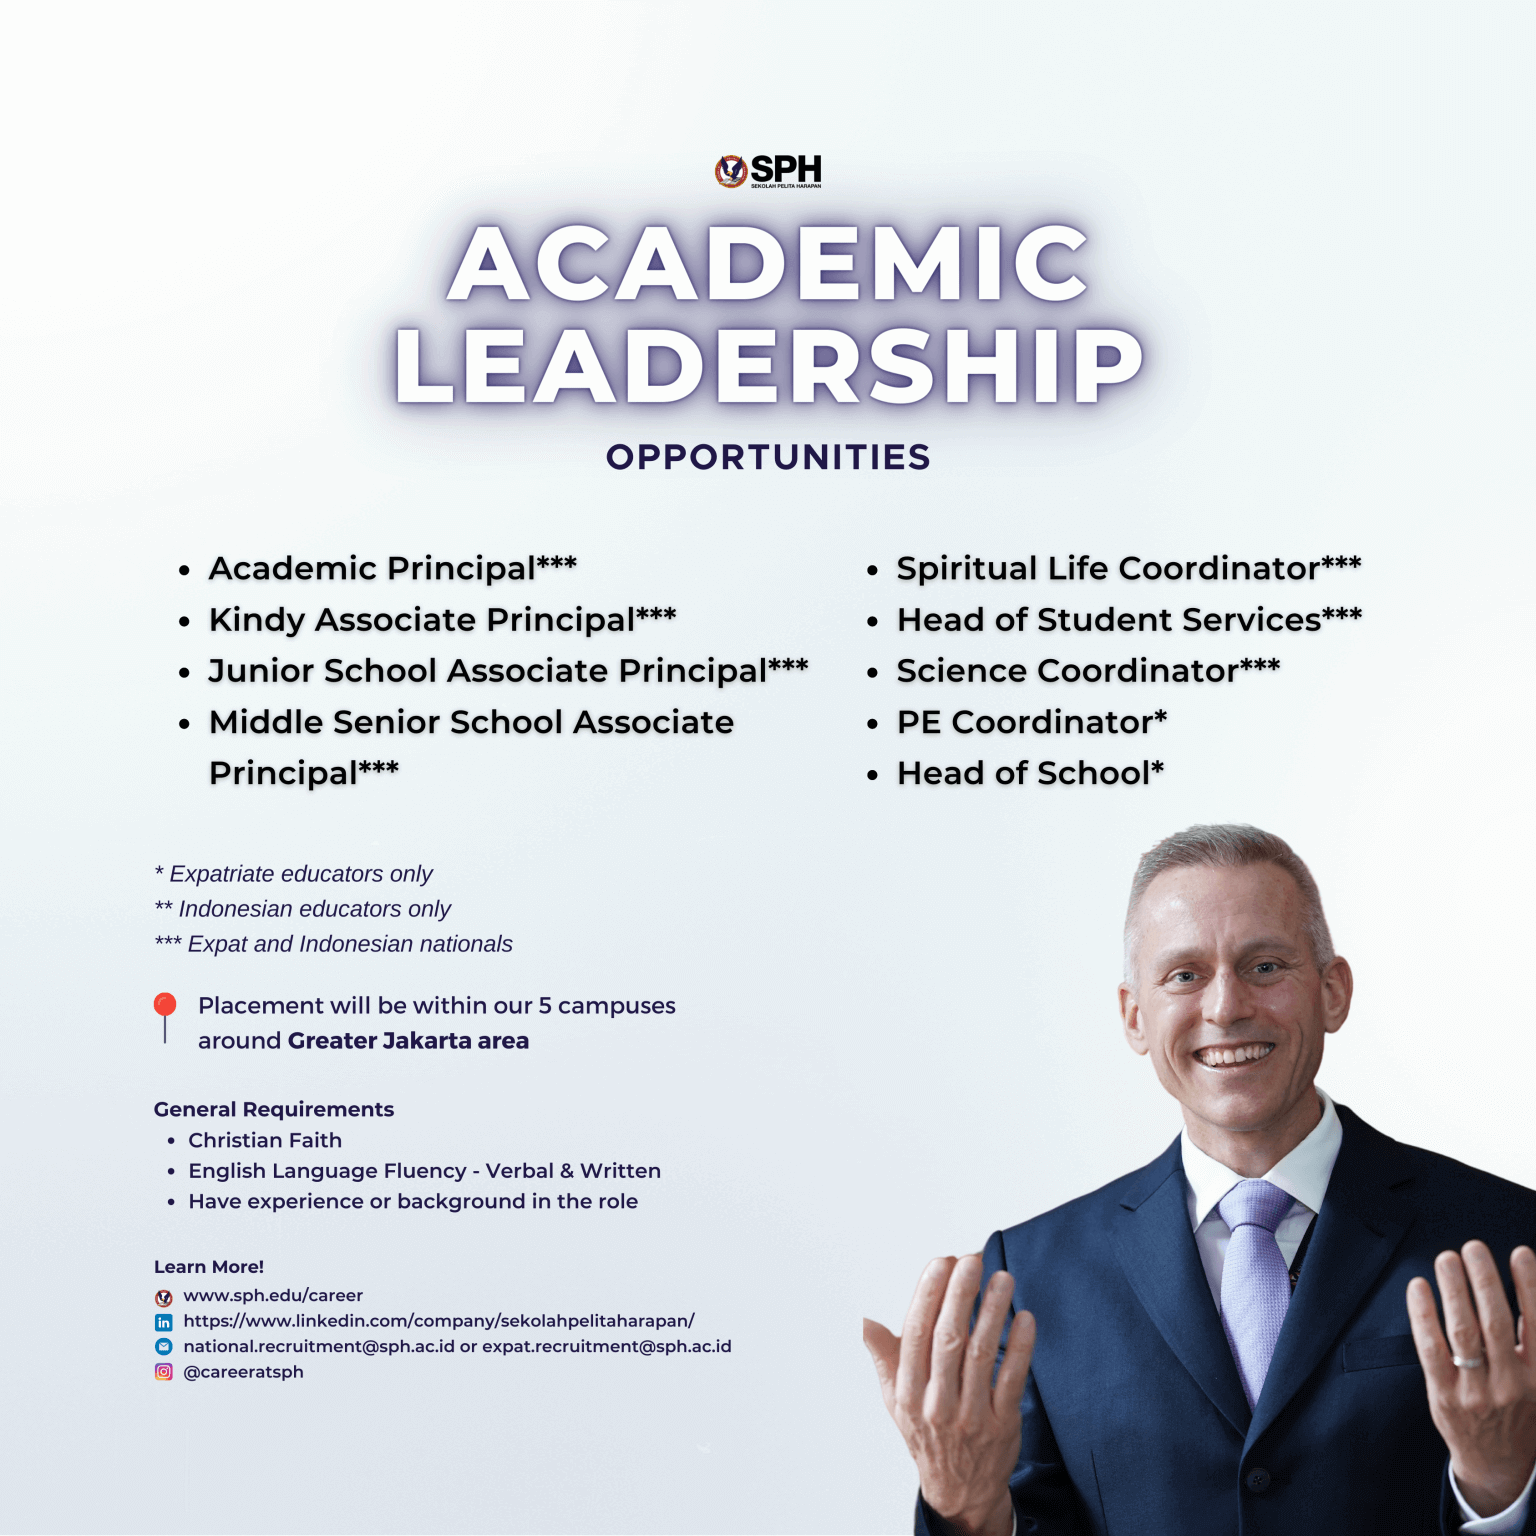 SPH
SEKOLAH PELITA HARAPAN
ACADEMIC
LEADERSHIP
OPPORTUNITIES
• Academic Principal***
• Kindy Associate Principal***
• Junior School Associate Principal***
• Middle Senior School Associate
Principal***
• Spiritual Life Coordinator***
• Head of Student Services***
• Science Coordinator***
• PE Coordinator*
• Head of School*
* Expatriate educators only
** Indonesian educators only
*** Expat and Indonesian nationals
Placement will be within our 5 campuses
around Greater Jakarta area
General Requirements
• Christian Faith
• English Language Fluency - Verbal & Written
• Have experience or background in the role
Learn More!
www.sph.edu/career
https://www.linkedin.com/company/sekolahpelitaharapan/
national.recruitment@sph.ac.id or expat.recruitment@sph.ac.id
@careeratsph